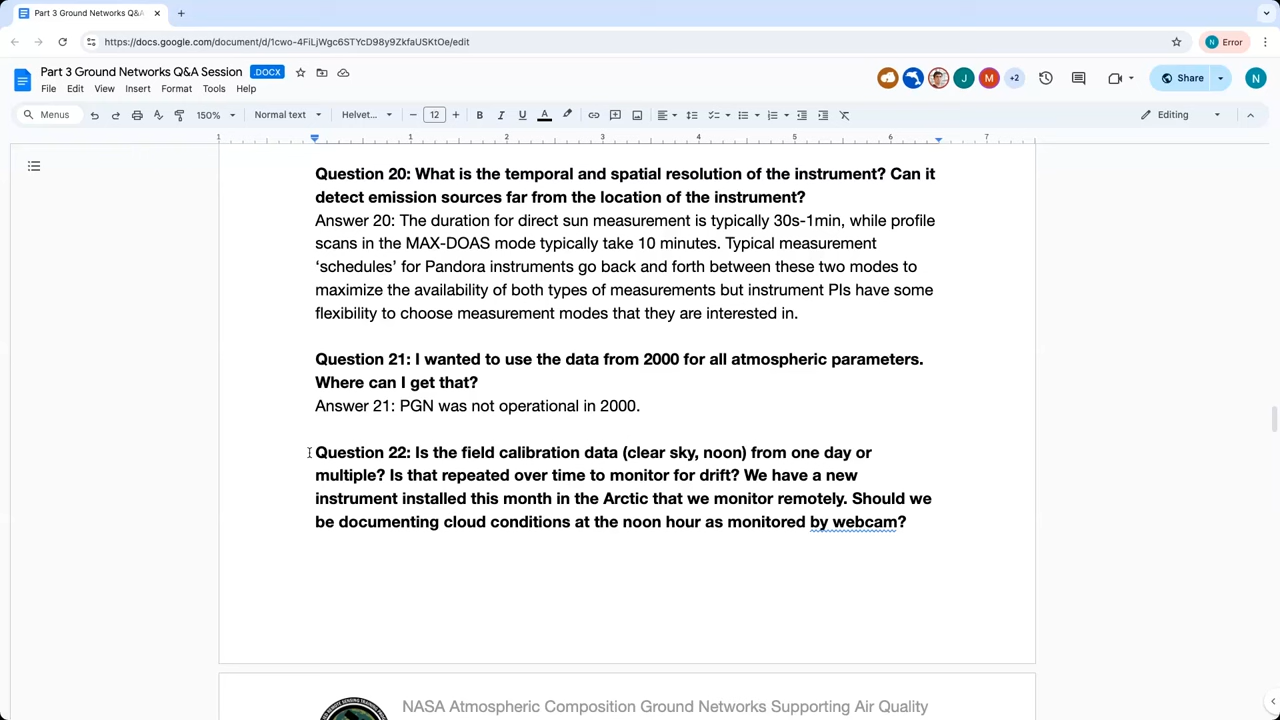 Part 3 Ground Networks Q&A
https://docs.google.com/document/d/1cwo-4FiLjWgc6STYcD98y9ZkfaUSKtOe/edit
N Error
Part 3 Ground Networks Q&A Session .DOCX
J M +2 Share N
File Edit View Insert Format Tools Help
Menus 150% Normal text Helvet... 12 B I U A Editing
1 1 2 3 4 5 6 7
Question 20: What is the temporal and spatial resolution of the instrument? Can it
detect emission sources far from the location of the instrument?
Answer 20: The duration for direct sun measurement is typically 30s-1min, while profile
scans in the MAX-DOAS mode typically take 10 minutes. Typical measurement
‘schedules’ for Pandora instruments go back and forth between these two modes to
maximize the availability of both types of measurements but instrument PIs have some
flexibility to choose measurement modes that they are interested in.
Question 21: I wanted to use the data from 2000 for all atmospheric parameters.
Where can I get that?
Answer 21: PGN was not operational in 2000.
Question 22: Is the field calibration data (clear sky, noon) from one day or
multiple? Is that repeated over time to monitor for drift? We have a new
instrument installed this month in the Arctic that we monitor remotely. Should we
be documenting cloud conditions at the noon hour as monitored by webcam?
NASA Atmospheric Composition Ground Networks Supporting Air Quality